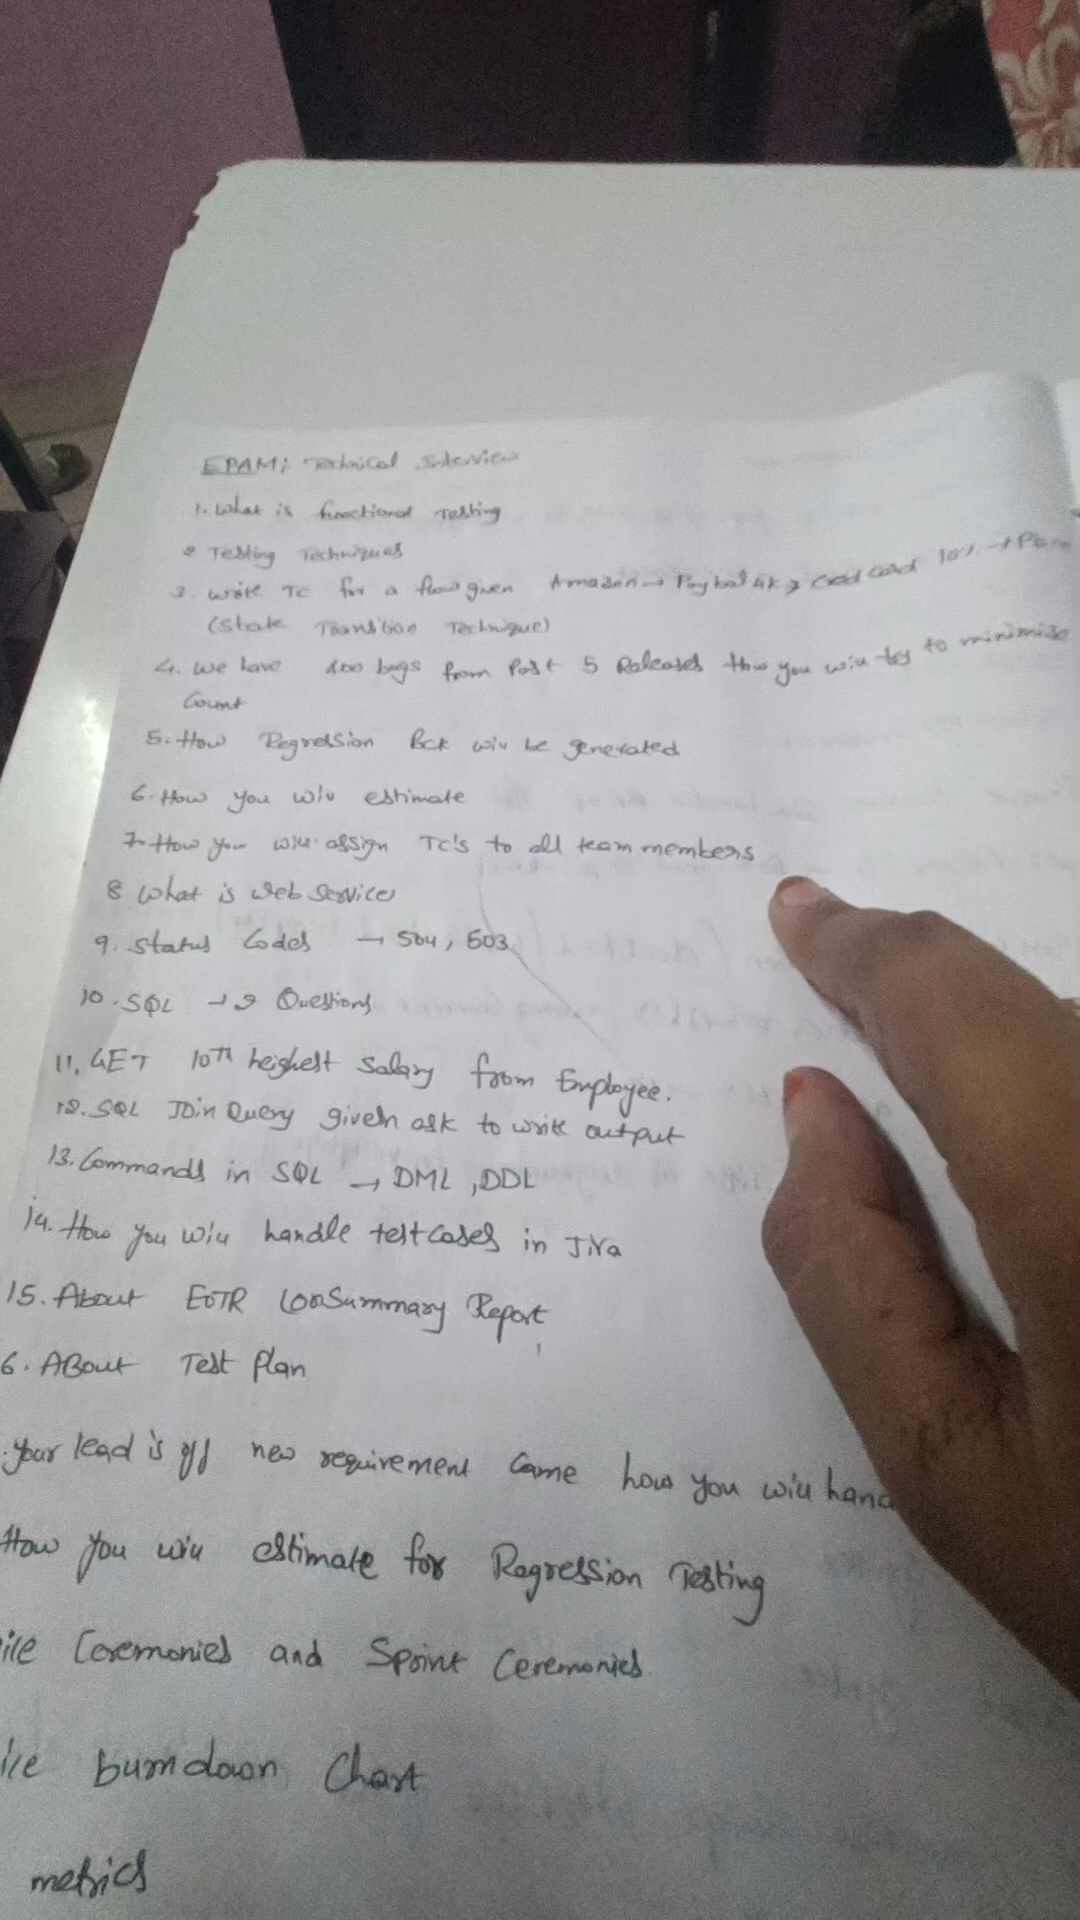 EPAM: Technical Interview
1. What is functional Testing
2 Testing Techniques
3. write TC for a flow given Amazon → Paybal 4k → Cred Card 10% →
(State Transition Technique)
4. we have 100 bugs from Past 5 Releases How you will try to minimise
Count
5. How Regression Pck will be generated
6. How you will estimate
7. How you will assign TC's to all team members
8 What is Web Service
9. Status Codes → 504, 503
10. SQL → 2 Questions
11. GET 10TH heighest Salary from Employee.
12. SQL Join Query given ask to write output
13. Commands in SQL → DML, DDL
14. How you will handle test cases in Jira
15. About EOTR (or) Summary Report
6. ABout Test Plan
. Your lead is off new requirement Came how you will hand
How you will estimate for Regression Testing
ile Ceremonies and Sprint Ceremonies.
ile burndown Chart
metrics